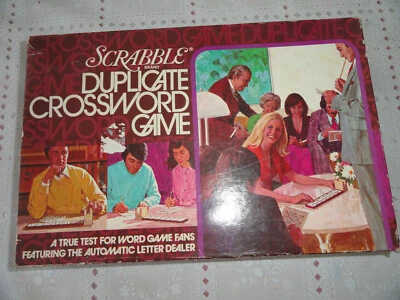 SCRABBLE®
BRAND
DUPLICATE
CROSSWORD
GAME
A TRUE TEST FOR WORD GAME FANS
FEATURING THE AUTOMATIC LETTER DEALER